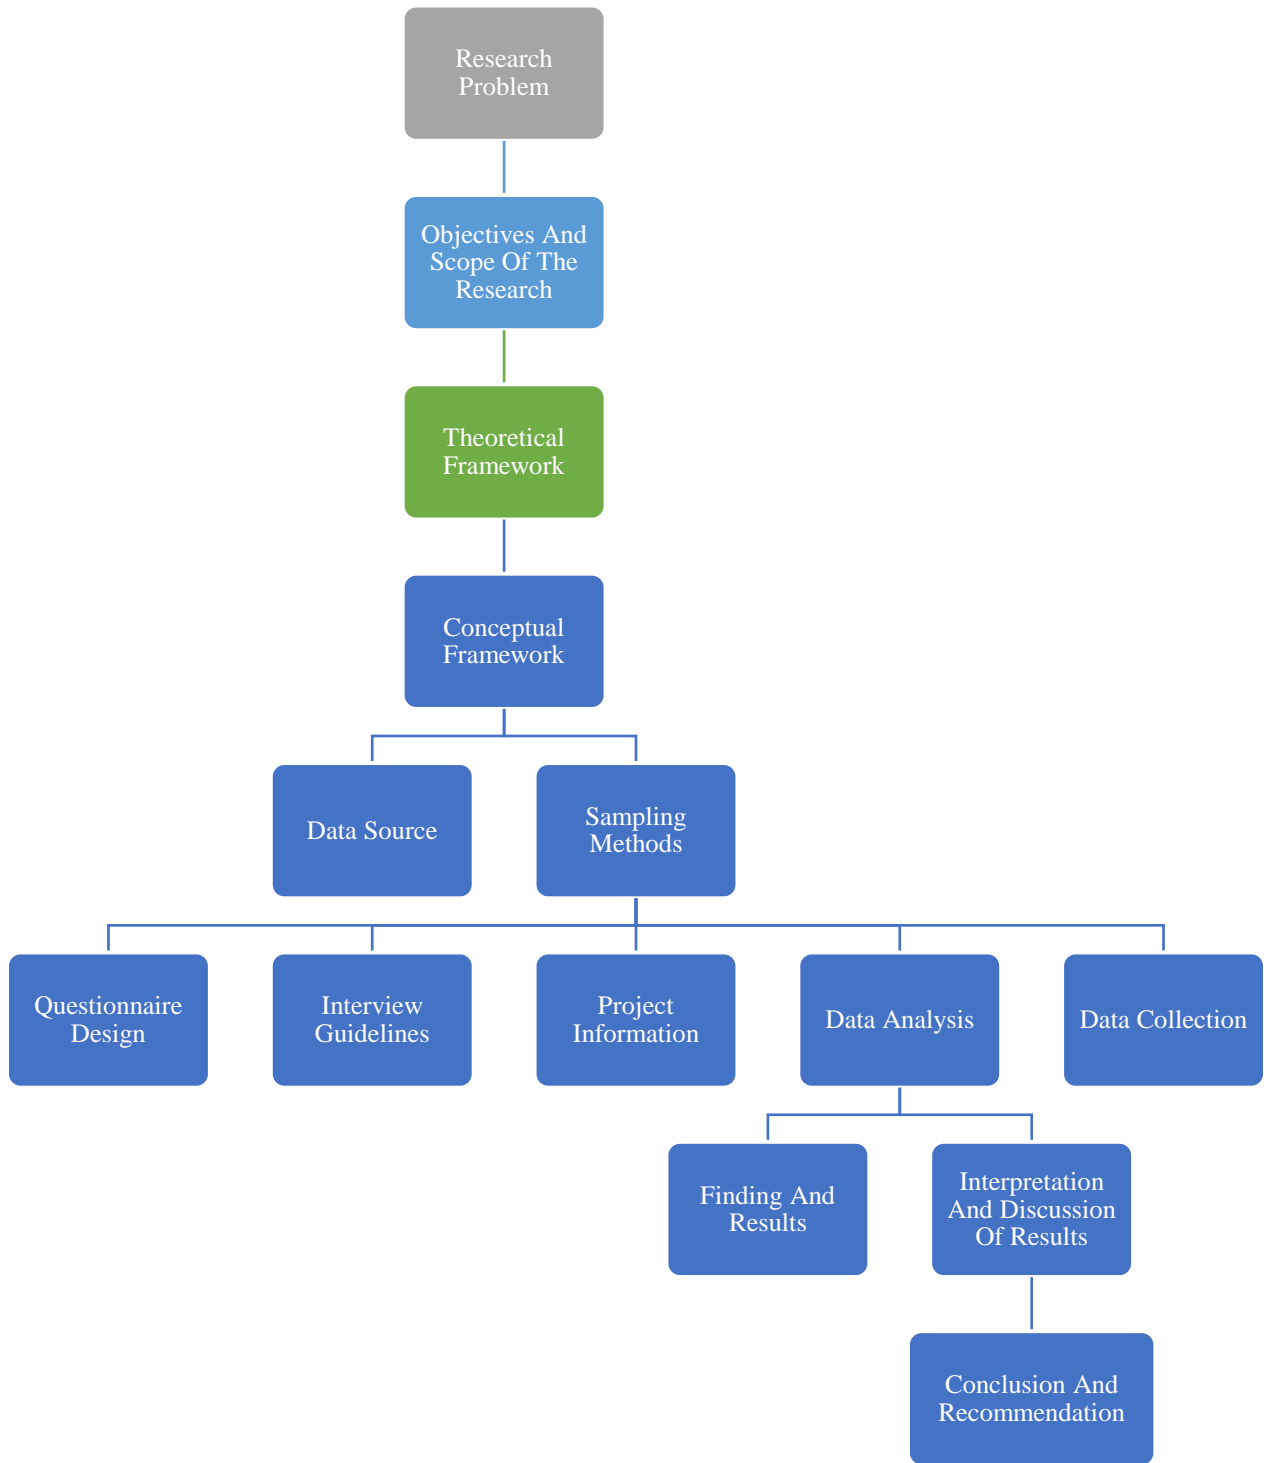 Research
Problem
Objectives And
Scope Of The
Research
Theoretical
Framework
Conceptual
Framework
Data Source
Sampling
Methods
Questionnaire
Design
Interview
Guidelines
Project
Information
Data Analysis
Data Collection
Finding And
Results
Interpretation
And Discussion
Of Results
Conclusion And
Recommendation